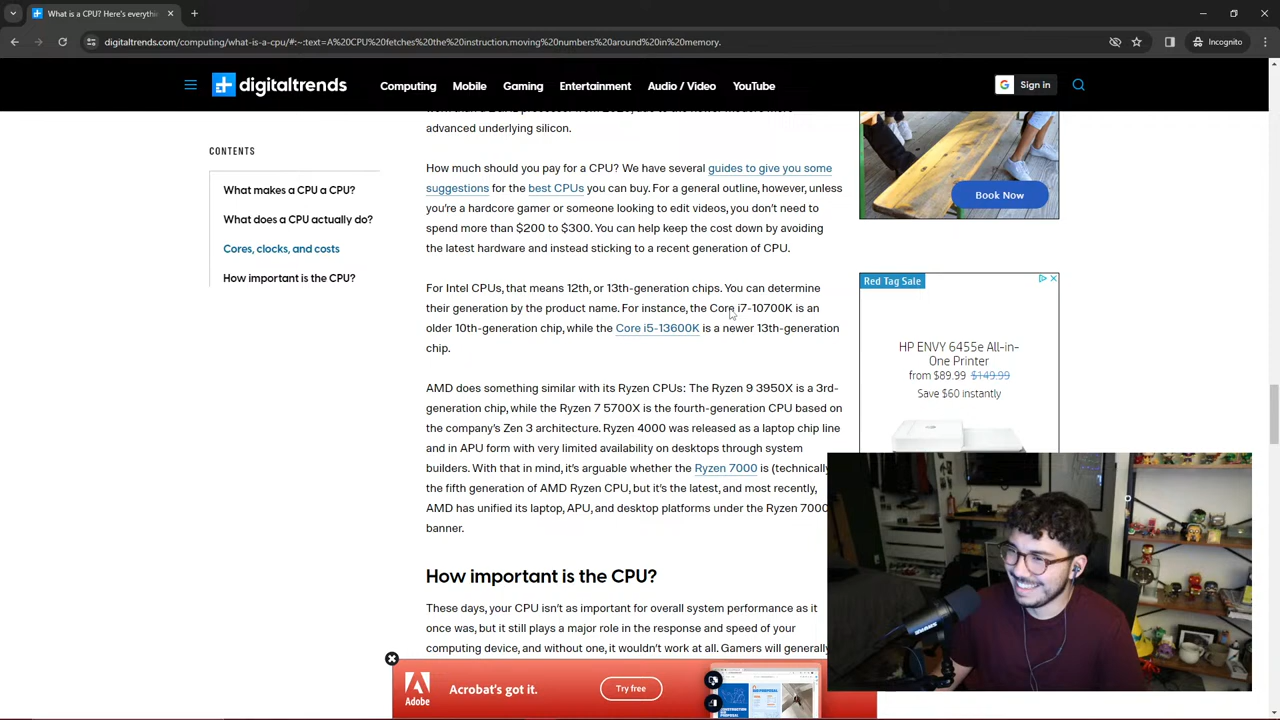 What is a CPU? Here's everythi
digitaltrends.com/computing/what-is-a-cpu/#:~:text=A%20CPU%20fetches%20the%20instruction,moving%20numbers%20around%20in%20memory.
Incognito
digitaltrends
Computing
Mobile
Gaming
Entertainment
Audio / Video
YouTube
G
Sign in
CONTENTS
What makes a CPU a CPU?
What does a CPU actually do?
Cores, clocks, and costs
How important is the CPU?
advanced underlying silicon.
How much should you pay for a CPU? We have several guides to give you some
suggestions for the best CPUs you can buy. For a general outline, however, unless
you're a hardcore gamer or someone looking to edit videos, you don't need to
spend more than $200 to $300. You can help keep the cost down by avoiding
the latest hardware and instead sticking to a recent generation of CPU.
For Intel CPUs, that means 12th, or 13th-generation chips. You can determine
their generation by the product name. For instance, the Core i7-10700K is an
older 10th-generation chip, while the Core i5-13600K is a newer 13th-generation
chip.
AMD does something similar with its Ryzen CPUs: The Ryzen 9 3950X is a 3rd-
generation chip, while the Ryzen 7 5700X is the fourth-generation CPU based on
the company's Zen 3 architecture. Ryzen 4000 was released as a laptop chip line
and in APU form with very limited availability on desktops through system
builders. With that in mind, it's arguable whether the Ryzen 7000 is (technically
the fifth generation of AMD Ryzen CPU, but it's the latest, and most recently,
AMD has unified its laptop, APU, and desktop platforms under the Ryzen 7000
banner.
How important is the CPU?
These days, your CPU isn't as important for overall system performance as it
once was, but it still plays a major role in the response and speed of your
computing device, and without one, it wouldn't work at all. Gamers will generally
Book Now
Red Tag Sale
HP ENVY 6455e All-in-
One Printer
from $89.99 $149.99
Check it out
Save $60 instantly
Adobe
Acrobat's got it.
Try free